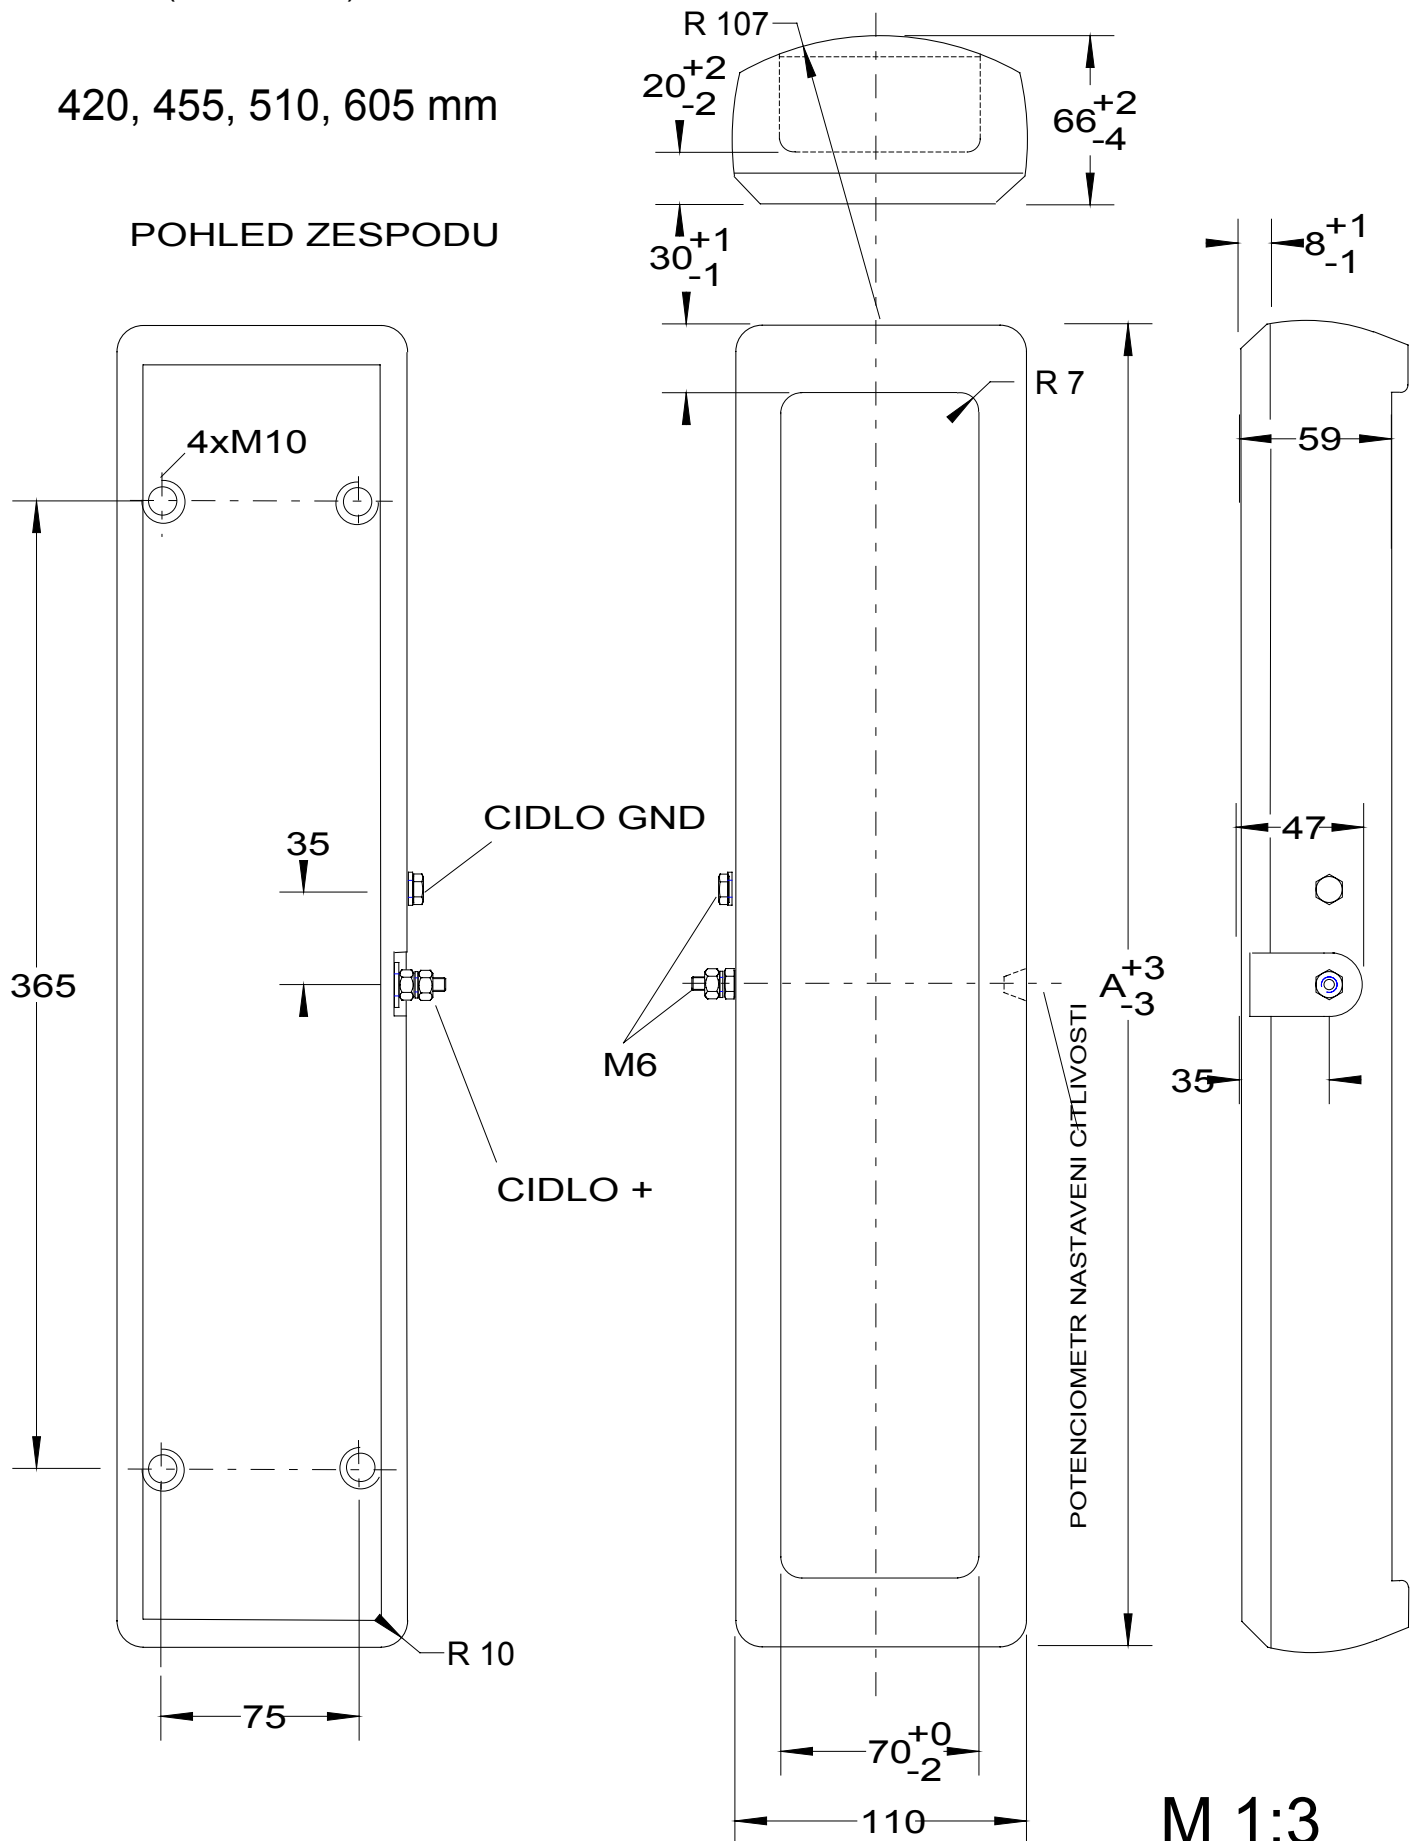 R 107
20 +2 -2
66 +2 -4
420, 455, 510, 605 mm
POHLED ZESPODU
30 +1 -1
8 +1 -1
R 7
4xM10
59
CIDLO GND
35
47
365
A +3 -3
M6
35
CIDLO +
POTENCIOMETR NASTAVENI CITLIVOSTI
R 10
75
70 +0 -2
110
M 1:3